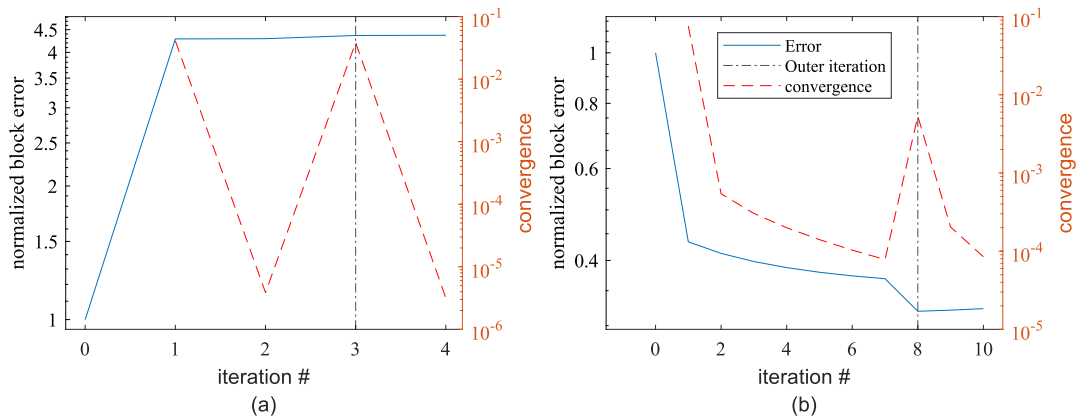 normalized block error
4.5
4
3.5
3
2.5
2
1.5
1
0 1 2 3 4
iteration #
(a)
10^-1
10^-2
10^-3
10^-4
10^-5
10^-6
convergence
normalized block error
1
0.8
0.6
0.4
0 2 4 6 8 10
iteration #
(b)
Error
Outer iteration
convergence
10^-1
10^-2
10^-3
10^-4
10^-5
convergence